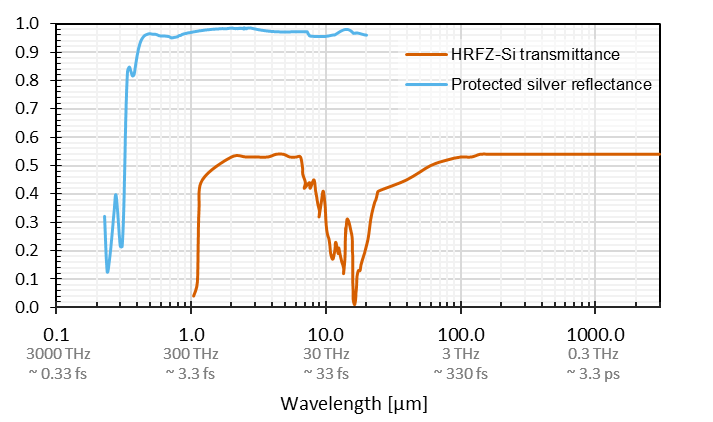 1.0
0.9
0.8
0.7
0.6
0.5
0.4
0.3
0.2
0.1
0.0
HRFZ-Si transmittance
Protected silver reflectance
0.1 1.0 10.0 100.0 1000.0
3000 THz 300 THz 30 THz 3 THz 0.3 THz
~ 0.33 fs ~ 3.3 fs ~ 33 fs ~ 330 fs ~ 3.3 ps
Wavelength [µm]